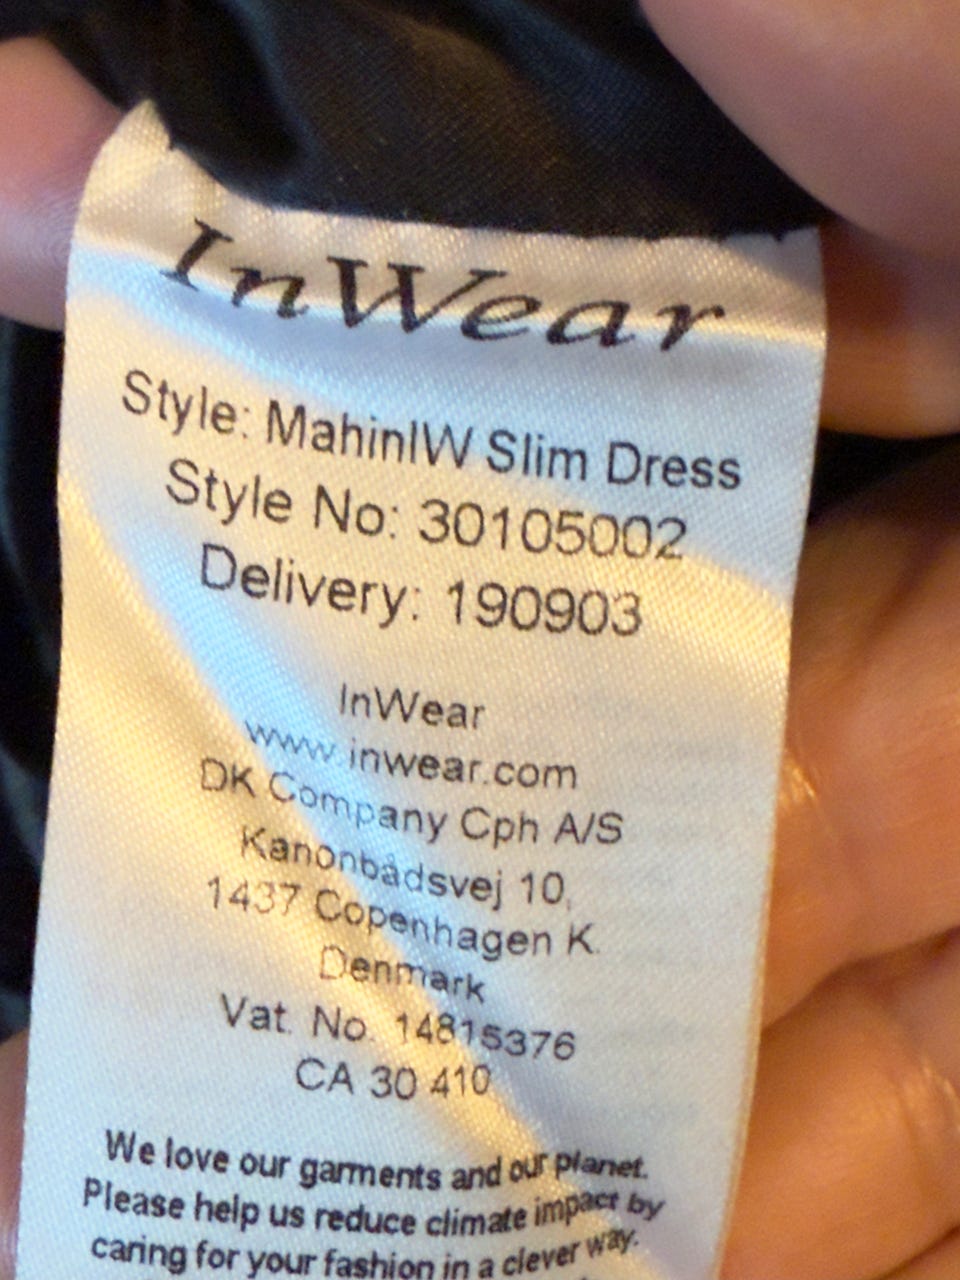 InWear
Style: MahinIW Slim Dress
Style No: 30105002
Delivery: 190903
InWear
www.inwear.com
DK Company Cph A/S
Kanonbådsvej 10,
1437 Copenhagen K.
Denmark
Vat. No. 14815376
CA 30 410
We love our garments and our planet.
Please help us reduce climate impact by
caring for your fashion in a clever way.